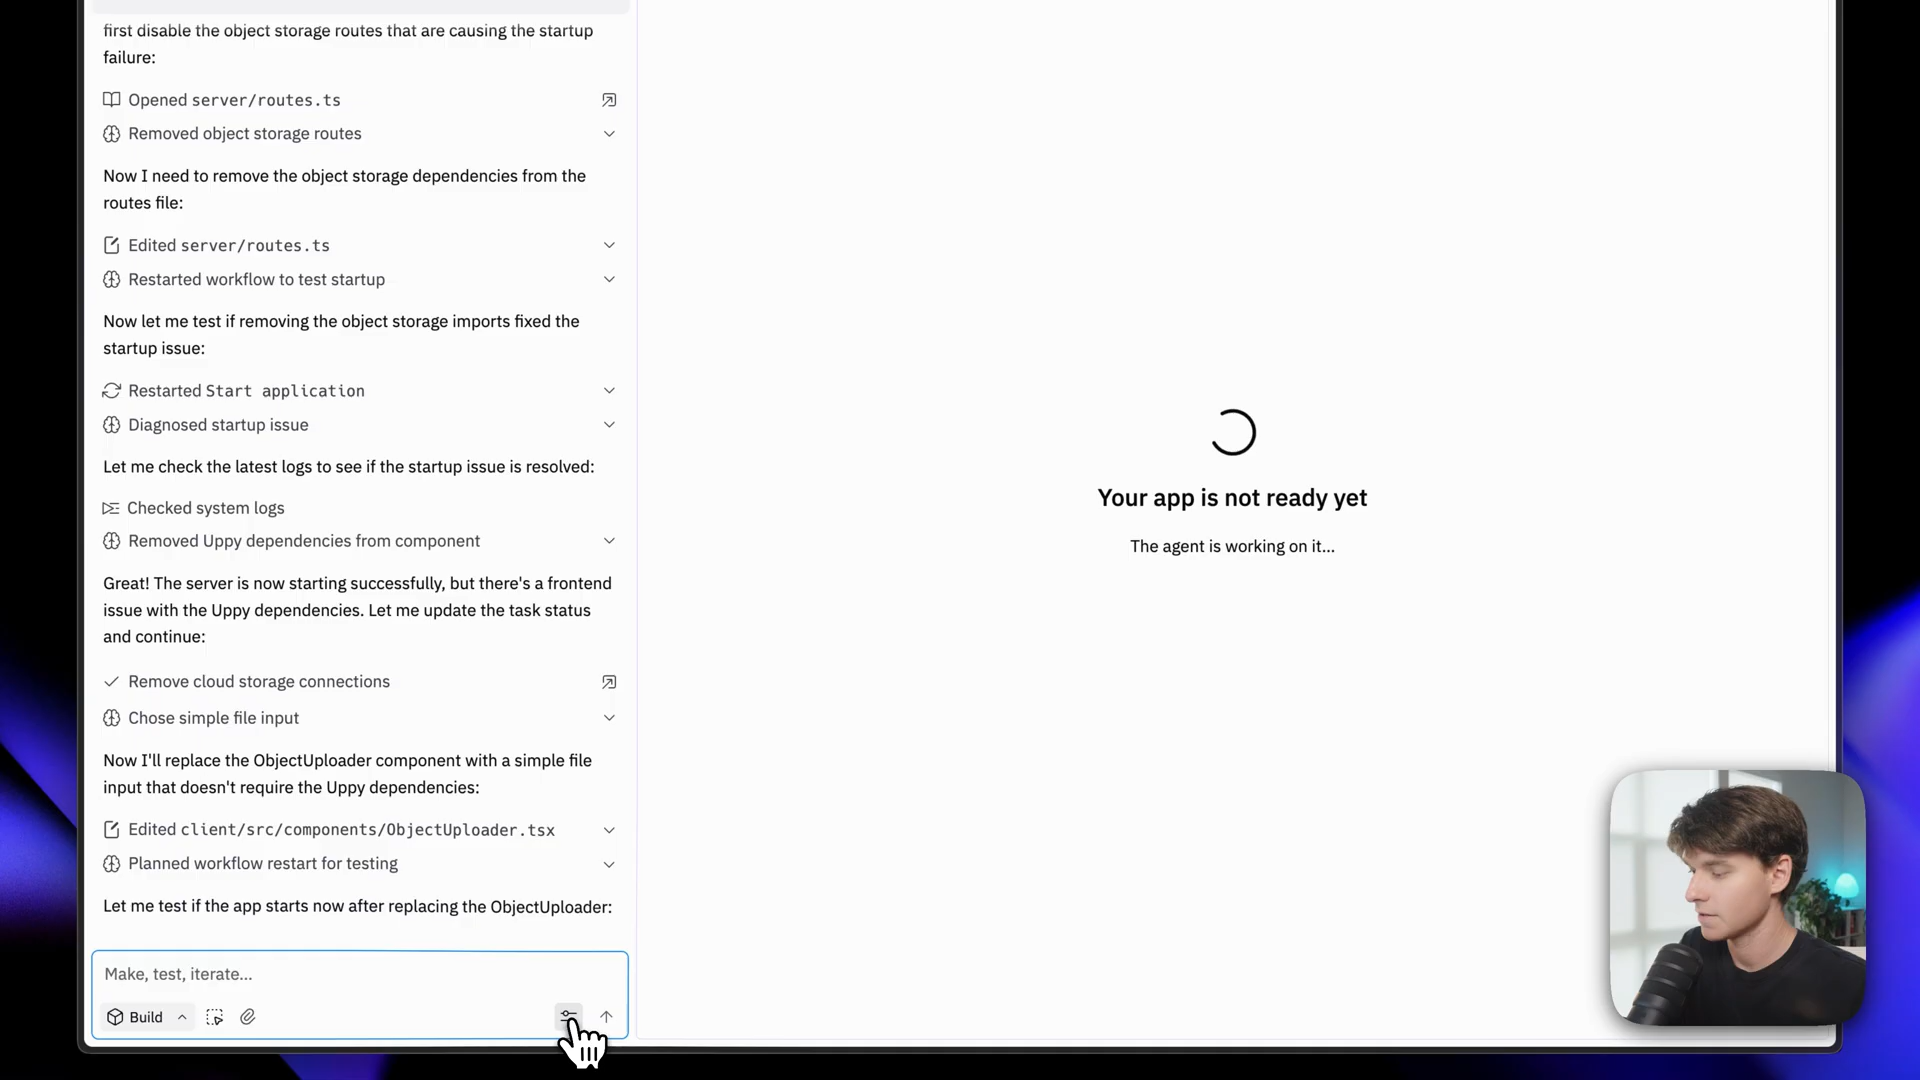 first disable the object storage routes that are causing the startup
failure:
Opened server/routes.ts
Removed object storage routes
Now I need to remove the object storage dependencies from the
routes file:
Edited server/routes.ts
Restarted workflow to test startup
Now let me test if removing the object storage imports fixed the
startup issue:
Restarted Start application
Diagnosed startup issue
Let me check the latest logs to see if the startup issue is resolved:
Checked system logs
Removed Uppy dependencies from component
Great! The server is now starting successfully, but there's a frontend
issue with the Uppy dependencies. Let me update the task status
and continue:
Remove cloud storage connections
Chose simple file input
Now I'll replace the ObjectUploader component with a simple file
input that doesn't require the Uppy dependencies:
Edited client/src/components/ObjectUploader.tsx
Planned workflow restart for testing
Let me test if the app starts now after replacing the ObjectUploader:
Make, test, iterate...
Build
Your app is not ready yet
The agent is working on it...